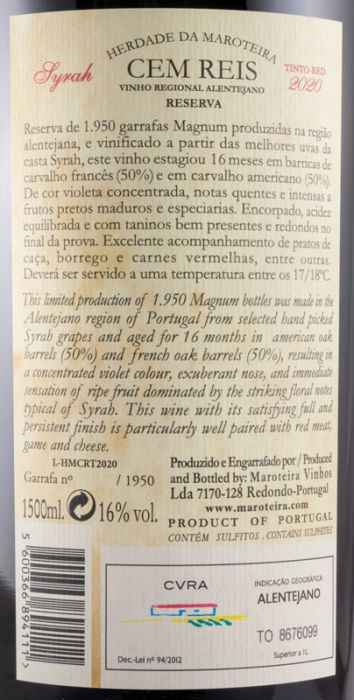 HERDADE DA MAROTEIRA
Syrah
CEM REIS
TINTO-RED
2020
VINHO REGIONAL ALENTEJANO
RESERVA
Reserva de 1.950 garrafas Magnum produzidas na região
alentejana, e vinificado a partir das melhores uvas da
casta Syrah, este vinho estagiou 16 meses em barricas de
carvalho francês (50%) e em carvalho americano (50%).
De cor violeta concentrada, notas quentes e intensas a
frutos pretos maduros e especiarias. Encorpado, acidez
equilibrada e com taninos bem presentes e redondos no
final da prova. Excelente acompanhamento de pratos de
caça, borrego e carnes vermelhas, entre outras.
Deverá ser servido a uma temperatura entre os 17/18ºC.
This limited production of 1.950 Magnum bottles was made in the
Alentejano region of Portugal from selected hand picked
Syrah grapes and aged for 16 months in american oak
barrels (50%) and french oak barrels (50%), resulting in
a concentrated violet colour, exuberant nose, and immediate
sensation of ripe fruit dominated by the striking floral notes
typical of Syrah. This wine with its satisfying full and
persistent finish is particularly well paired with red meat,
game and cheese.
L-HMCRT2020
Garrafa nº / 1950
1500ml. 16% vol.
Produzido e Engarrafado por / Produced
and Bottled by: Maroteira Vinhos
Lda 7170-128 Redondo-Portugal
www.maroteira.com
PRODUCT OF PORTUGAL
CONTÉM SULFITOS . CONTAINS SULPHITES
5 600366 894111
CVRA
Dec.-Lei nº 94/2012
INDICAÇÃO GEOGRÁFICA
ALENTEJANO
TO 8676099
Superior a 1L